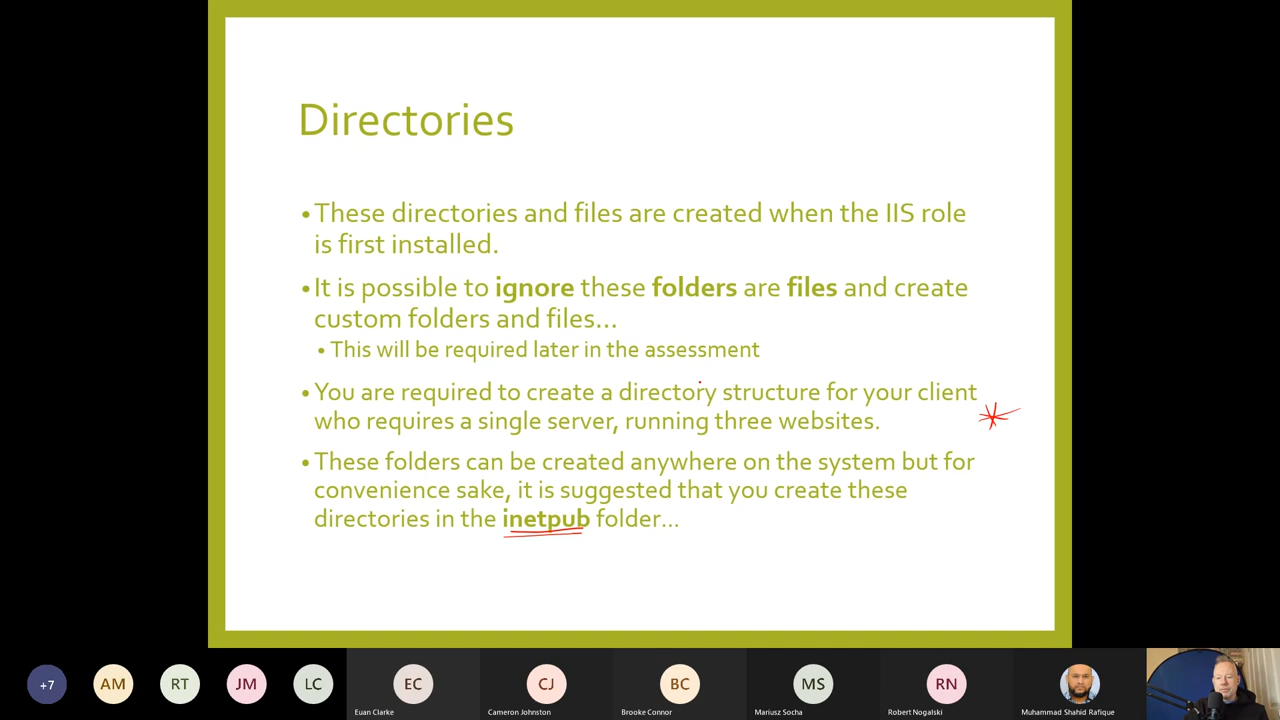 Directories
• These directories and files are created when the IIS role
is first installed.
• It is possible to ignore these folders are files and create
custom folders and files...
• This will be required later in the assessment
• You are required to create a directory structure for your client
who requires a single server, running three websites.
• These folders can be created anywhere on the system but for
convenience sake, it is suggested that you create these
directories in the inetpub folder...
+7 AM RT JM LC EC CJ BC MS RN
Euan Clarke Cameron Johnston Brooke Connor Mariusz Socha Robert Nogalski Muhammad Shahid Rafique